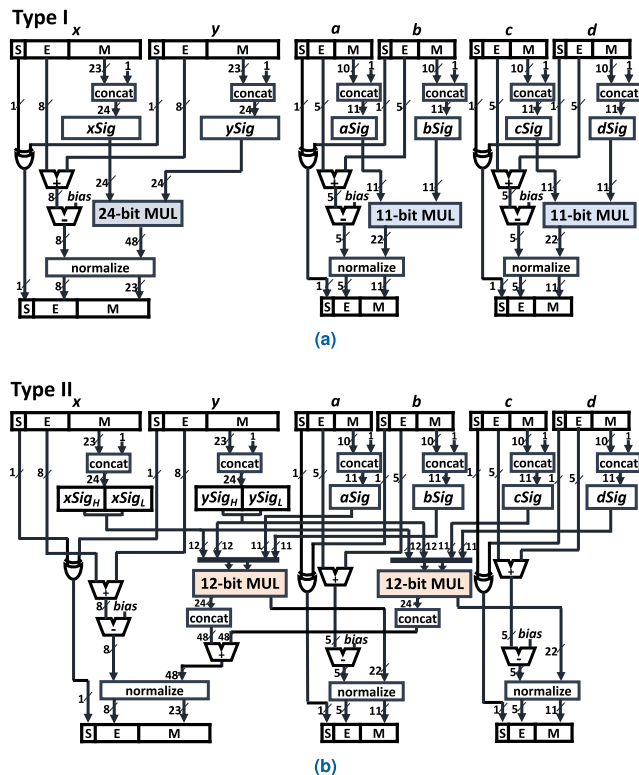 Type I
x y a b c d
S E M S E M S E M S E M S E M S E M
23 1 23 1 10 1 10 1 10 1 10 1
concat concat concat concat concat concat
1 8 1 8 1 5 1 5 1 5 1 5
24 24 11 11 11 11
xSig ySig aSig bSig cSig dSig
+ + +
24 24 11 11 11 11
8 bias 5 bias 5 bias
- - -
24-bit MUL 11-bit MUL 11-bit MUL
8 48 5 22 5 22
normalize normalize normalize
1 8 23 1 5 11 1 5 11
S E M S E M S E M
(a)
Type II
x y a b c d
S E M S E M S E M S E M S E M S E M
23 1 23 1 10 1 10 1 10 1 10 1
concat concat concat concat concat concat
1 8 1 8 1 5 1 5 1 5 1 5
24 24 11 11 11 11
xSigH xSigL ySigH ySigL aSig bSig cSig dSig
12 12 11 11 12 12 11 11
12-bit MUL 12-bit MUL
+ + +
24 24
8 bias concat concat
- 48 48 5 bias 5 bias
+ - -
8 48 5 22 5 22
normalize normalize normalize
1 8 23 1 5 11 1 5 11
S E M S E M S E M
(b)